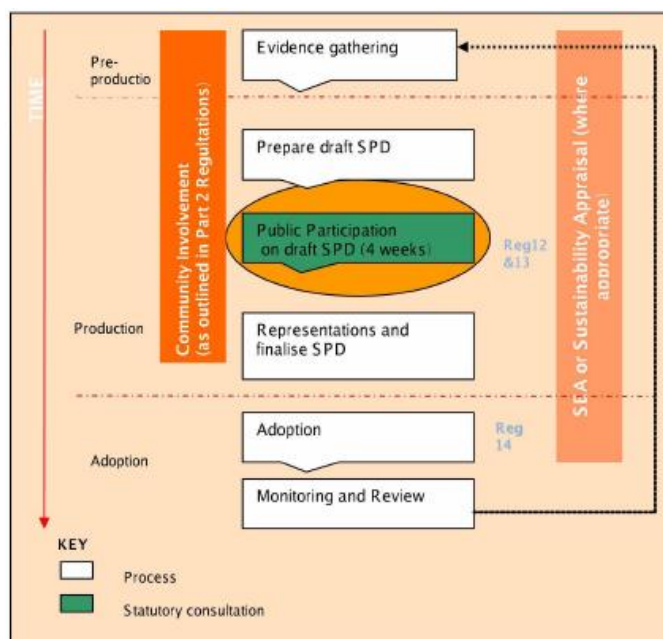 TIME
Pre-
productio
Evidence gathering
Community Involvement
(as outlined in Part 2 Regultations)
SEA or Sustainability Appraisal (where
appropriate)
Prepare draft SPD
Public Participation
on draft SPD (4 weeks)
Reg12
&13
Production
Representations and
finalise SPD
Adoption
Adoption
Reg
14
Monitoring and Review
KEY
Process
Statutory consultation